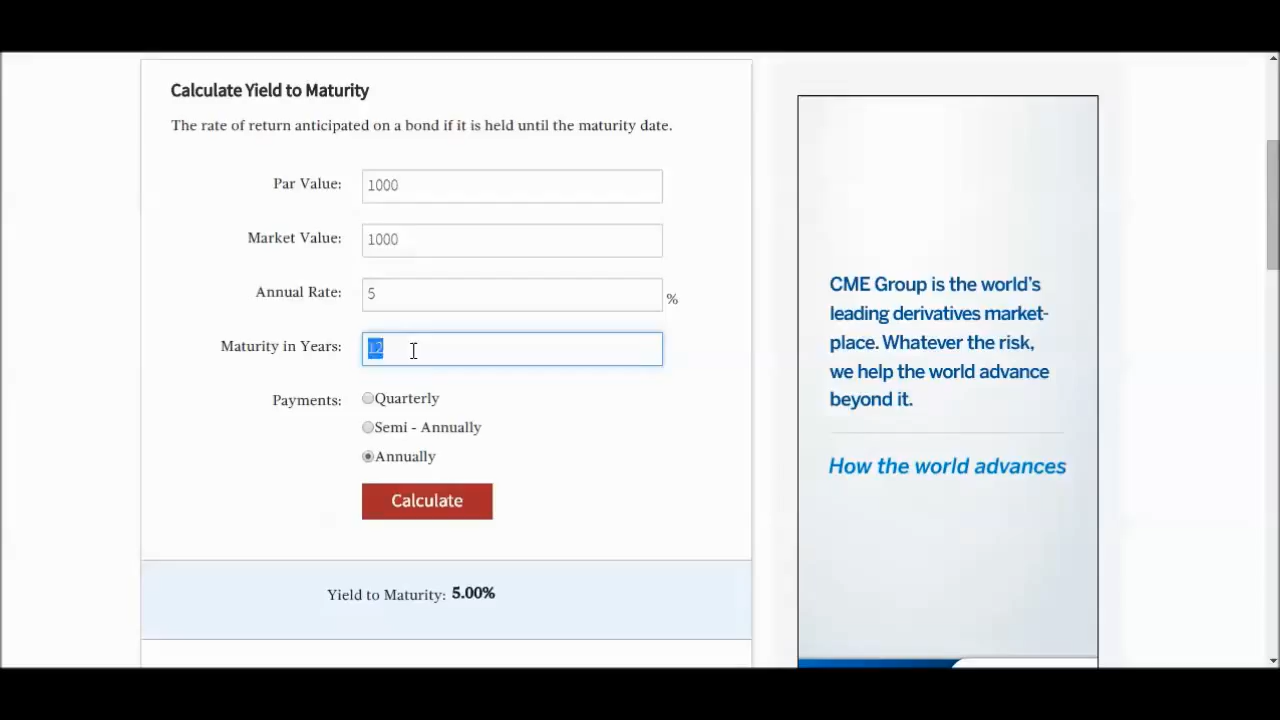 Calculate Yield to Maturity
The rate of return anticipated on a bond if it is held until the maturity date.
Par Value: 1000
Market Value: 1000
Annual Rate: 5 %
Maturity in Years: 12
Payments: Quarterly
Semi - Annually
Annually
Calculate
Yield to Maturity: 5.00%
CME Group is the world's
leading derivatives market-
place. Whatever the risk,
we help the world advance
beyond it.
How the world advances